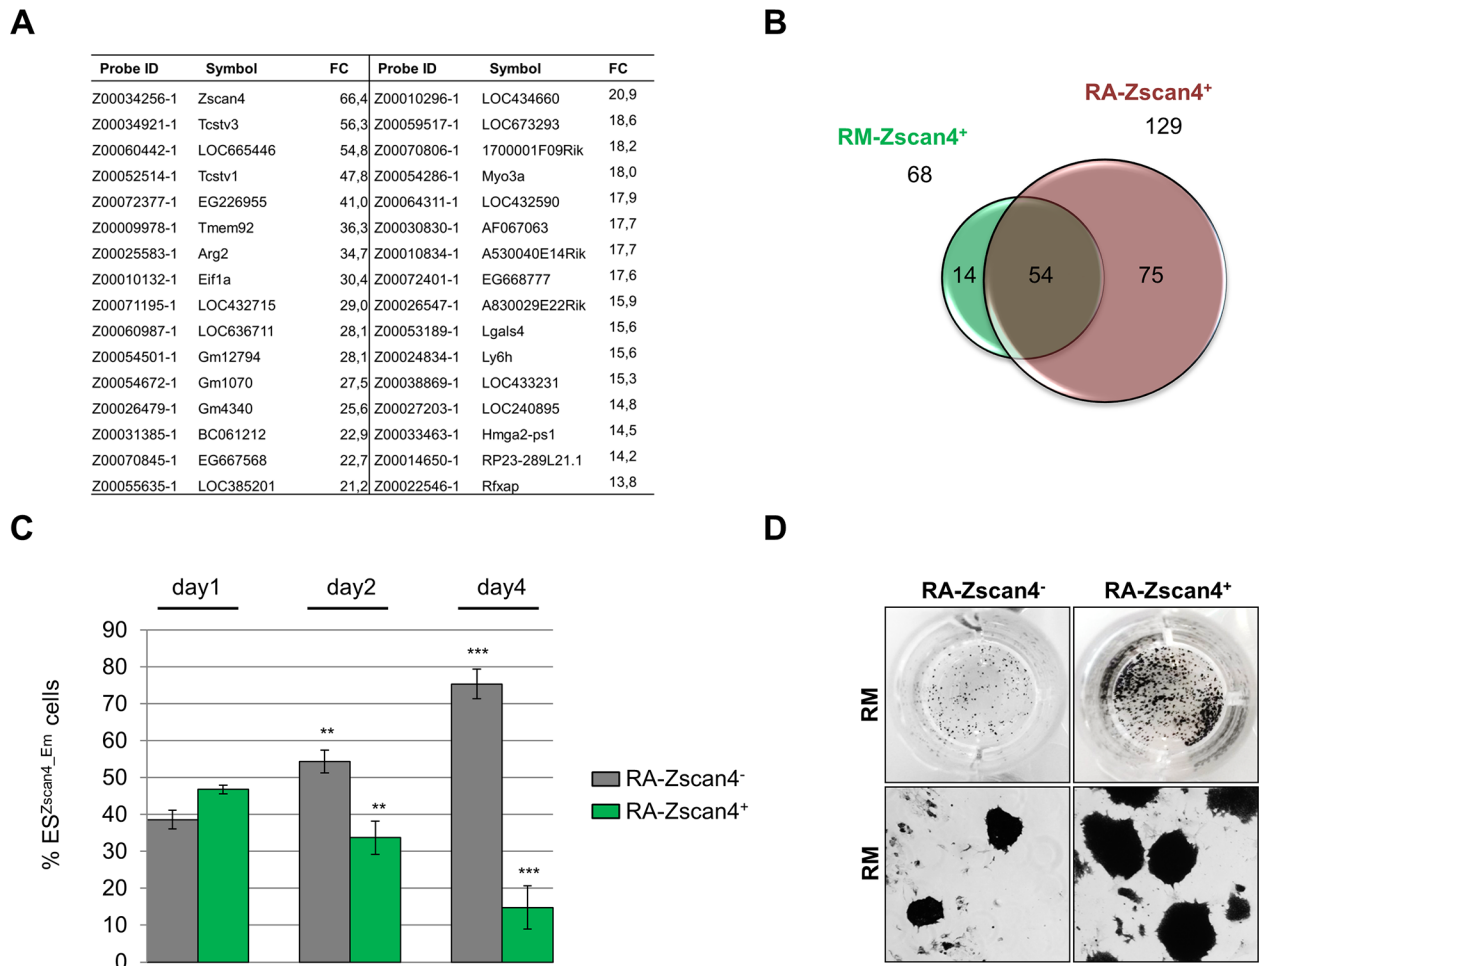 A
Probe ID Symbol FC Probe ID Symbol FC
Z00034256-1 Zscan4 66,4 Z00010296-1 LOC434660 20,9
Z00034921-1 Tcstv3 56,3 Z00059517-1 LOC673293 18,6
Z00060442-1 LOC665446 54,8 Z00070806-1 1700001F09Rik 18,2
Z00052514-1 Tcstv1 47,8 Z00054286-1 Myo3a 18,0
Z00072377-1 EG226955 41,0 Z00064311-1 LOC432590 17,9
Z00009978-1 Tmem92 36,3 Z00030830-1 AF067063 17,7
Z00025583-1 Arg2 34,7 Z00010834-1 A530040E14Rik 17,7
Z00010132-1 Eif1a 30,4 Z00072401-1 EG668777 17,6
Z00071195-1 LOC432715 29,0 Z00026547-1 A830029E22Rik 15,9
Z00060987-1 LOC636711 28,1 Z00053189-1 Lgals4 15,6
Z00054501-1 Gm12794 28,1 Z00024834-1 Ly6h 15,6
Z00054672-1 Gm1070 27,5 Z00038869-1 LOC433231 15,3
Z00026479-1 Gm4340 25,6 Z00027203-1 LOC240895 14,8
Z00031385-1 BC061212 22,9 Z00033463-1 Hmga2-ps1 14,5
Z00070845-1 EG667568 22,7 Z00014650-1 RP23-289L21.1 14,2
Z00055635-1 LOC385201 21,2 Z00022546-1 Rfxap 13,8
B
RA-Zscan4+
129
RM-Zscan4+
68
14 54 75
C
day1 day2 day4
90
80
70
60
50
40
30
20
10
0
% ES Zscan4_Em cells
***
**
**
***
RA-Zscan4-
RA-Zscan4+
D
RA-Zscan4- RA-Zscan4+
RM
RM